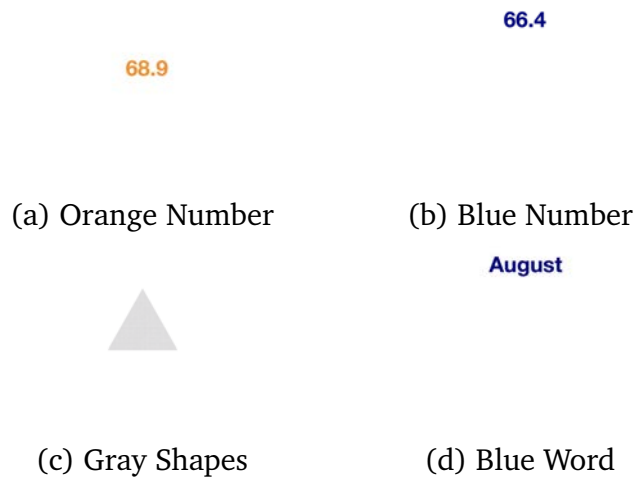 66.4
68.9
(a) Orange Number
(b) Blue Number
August
(c) Gray Shapes
(d) Blue Word